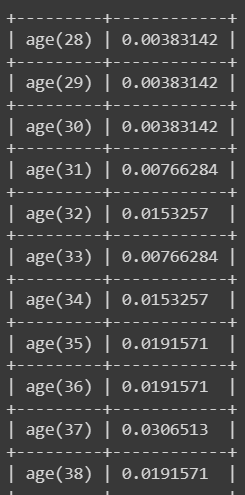 +---------+------------+
| age(28) | 0.00383142 |
+---------+------------+
| age(29) | 0.00383142 |
+---------+------------+
| age(30) | 0.00383142 |
+---------+------------+
| age(31) | 0.00766284 |
+---------+------------+
| age(32) | 0.0153257  |
+---------+------------+
| age(33) | 0.00766284 |
+---------+------------+
| age(34) | 0.0153257  |
+---------+------------+
| age(35) | 0.0191571  |
+---------+------------+
| age(36) | 0.0191571  |
+---------+------------+
| age(37) | 0.0306513  |
+---------+------------+
| age(38) | 0.0191571  |
+---------+------------+